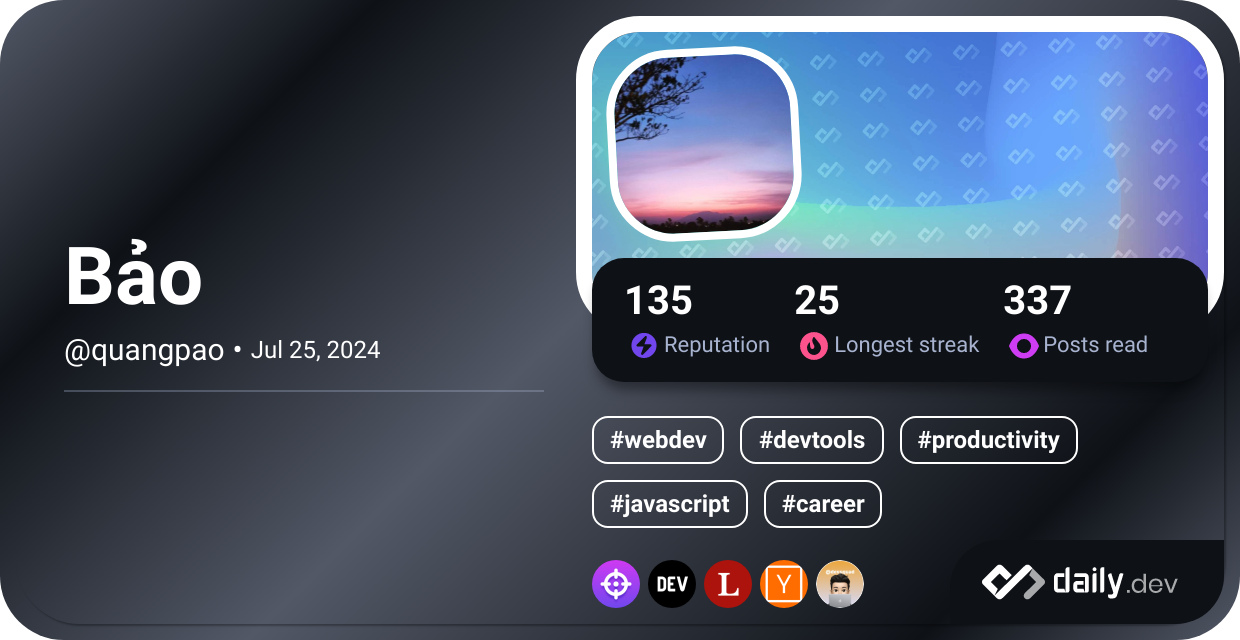 Bảo
@quangpao • Jul 25, 2024
135 25 337
Reputation Longest streak Posts read
#webdev #devtools #productivity
#javascript #career
DEV L Y
daily.dev